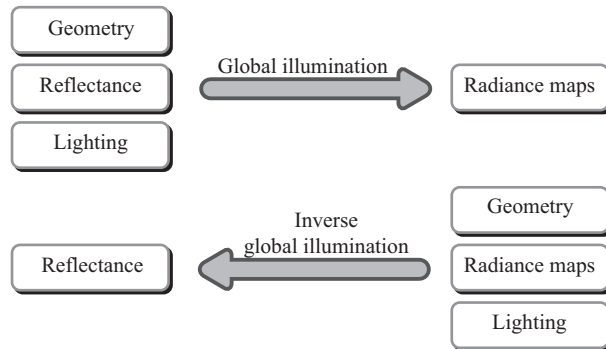 Geometry
Reflectance
Lighting
Global illumination
Radiance maps
Reflectance
Inverse
global illumination
Geometry
Radiance maps
Lighting